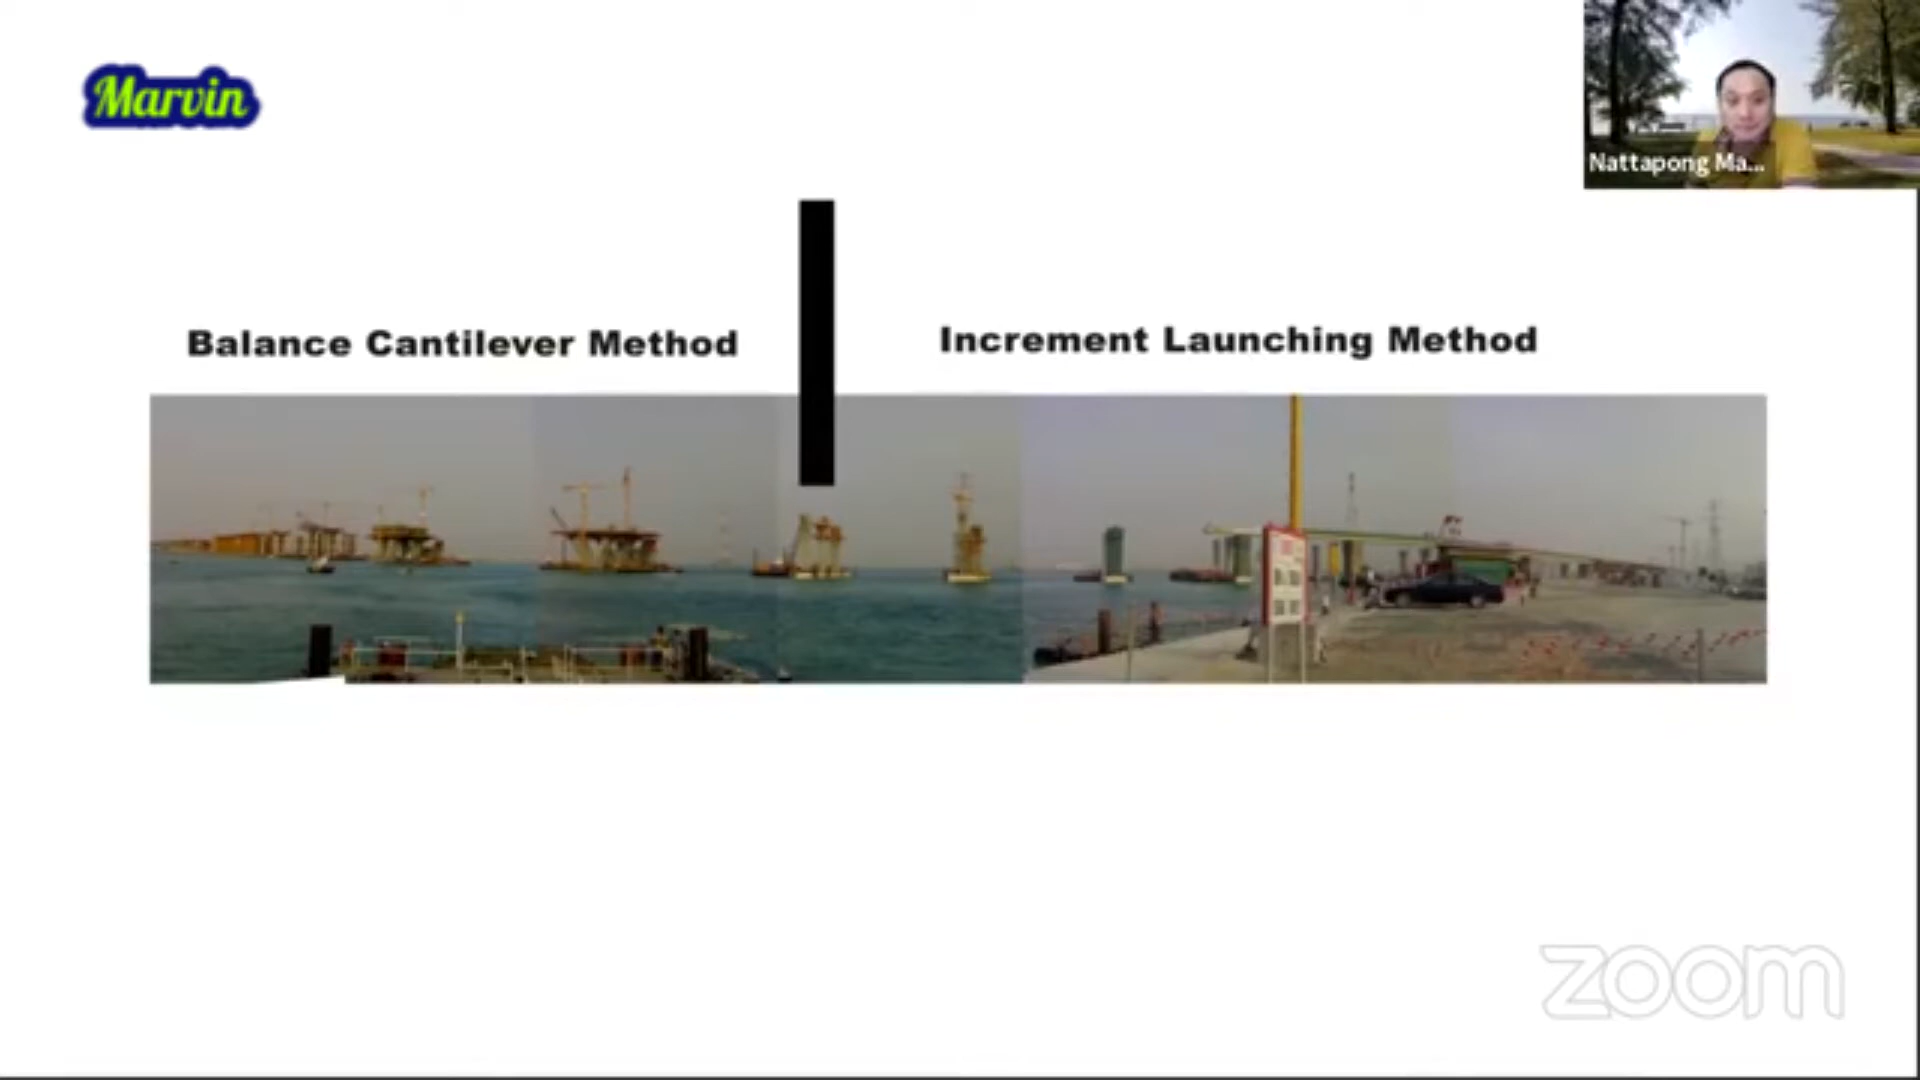 Marvin
Nattapong Ma...
Balance Cantilever Method
Increment Launching Method
zoom